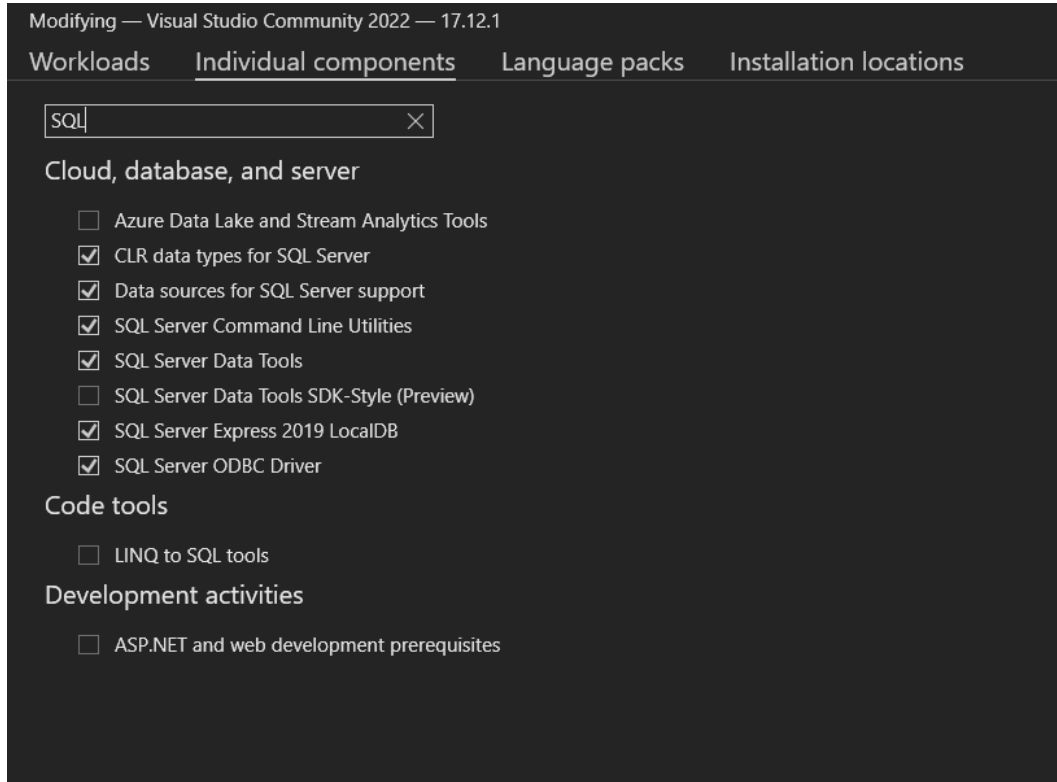 Modifying — Visual Studio Community 2022 — 17.12.1
Workloads Individual components Language packs Installation locations
SQL
Cloud, database, and server
Azure Data Lake and Stream Analytics Tools
CLR data types for SQL Server
Data sources for SQL Server support
SQL Server Command Line Utilities
SQL Server Data Tools
SQL Server Data Tools SDK-Style (Preview)
SQL Server Express 2019 LocalDB
SQL Server ODBC Driver
Code tools
LINQ to SQL tools
Development activities
ASP.NET and web development prerequisites